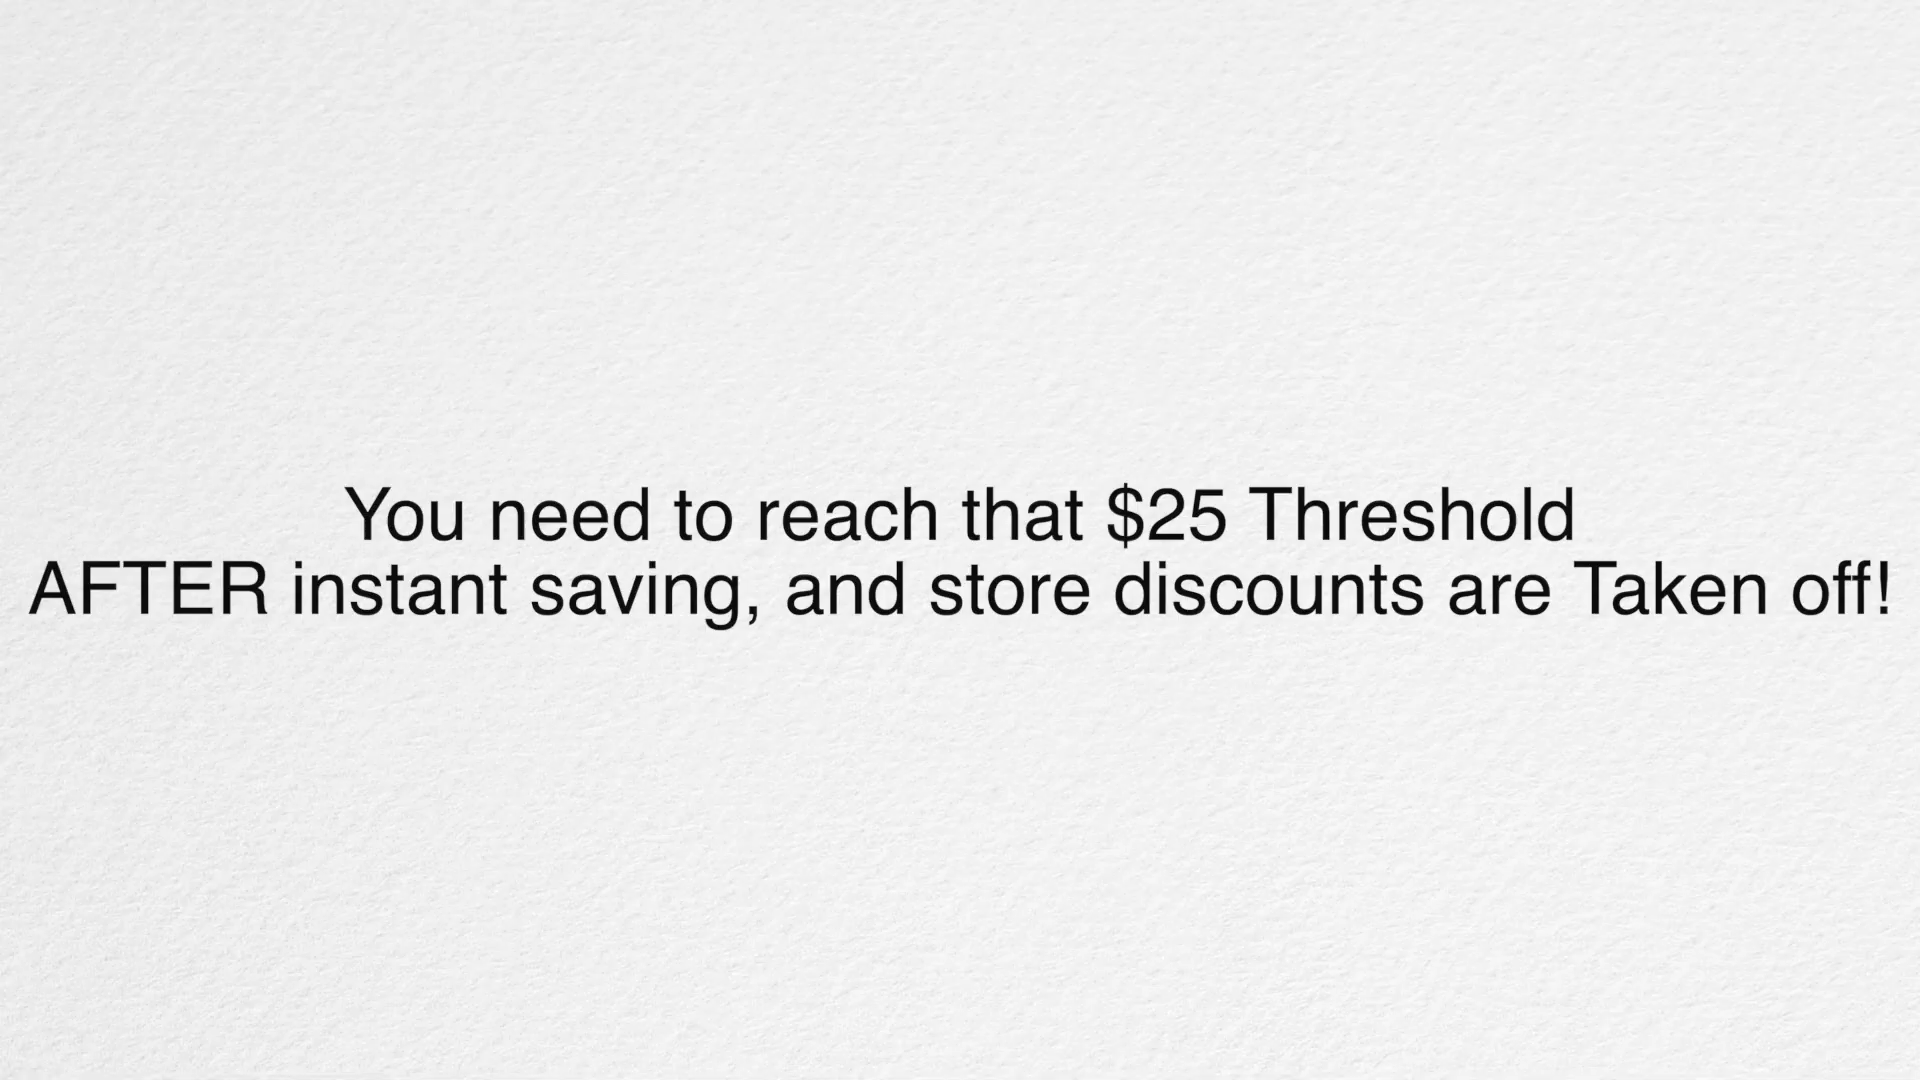 You need to reach that $25 Threshold
AFTER instant saving, and store discounts are Taken off!